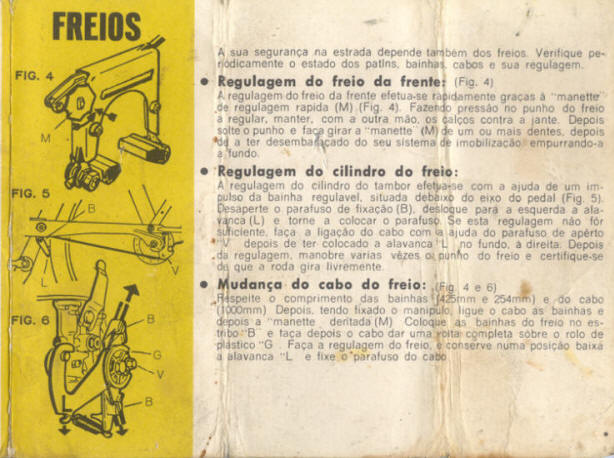 FREIOS
FIG. 4
M
FIG. 5
B
L
V
FIG. 6
B
G
V
B
A sua segurança na estrada depende também dos freios. Verifique pe-
riódicamente o estado dos patins, bainhas, cabos e sua regulagem.
• Regulagem do freio da frente: (Fig. 4)
A regulagem do freio da frente efetua-se rapidamente graças à "manette"
de regular rapida (M) (Fig. 4). Fazendo pressão no punho do freio
a regular, manter, com a outra mão, os calços contra a jante. Depois
solte o punho e faça girar a "manette" (M) de um ou mais dentes, depois
de a ter desembaraçado do seu sistema de imobilização, empurrando-a
a fundo.
• Regulagem do cilindro do freio:
A regulagem do cilindro do tambor efetua-se com a ajuda de um im-
pulso da bainha regulavel, situada debaixo do eixo do pedal (Fig. 5).
Desaperte o parafuso de fixação (B), desloque para a esquerda a ala-
vanca (L) e torne a colocar o parafuso. Se esta regulagem não fôr
suficiente, faça a ligação do cabo com a ajuda do parafuso de apêrto
"V" depois de ter colocado a alavanca "L" no fundo, à direita. Depois
da regulagem, manobre varias vêzes o punho do freio e certifique-se
de que a roda gira livremente.
• Mudança do cabo do freio: (Fig. 4 e 6)
Respeite o comprimento das bainhas (425mm e 254mm) e do cabo
(1000mm) Depois, tendo fixado o manipulo, ligue o cabo as bainhas e
depois a "manette deritada (M) Coloque as bainhas do freio no es-
tribo "B" e faça depois o cabo dar uma volta completa sôbre o rolo de
plástico "G . Faça a regulagem do freio, conserve numa posição baixa
a alavanca "L e fixe o parafuso do cabo